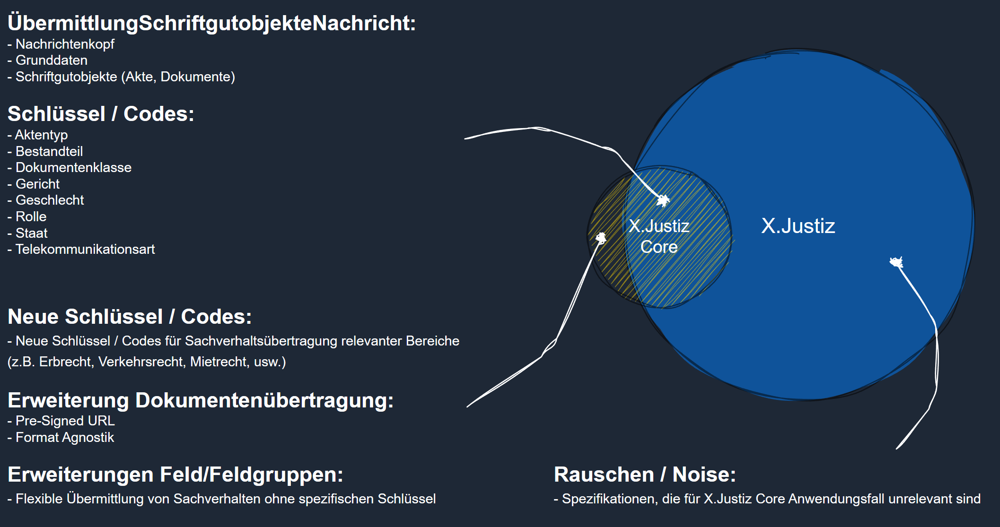 ÜbermittlungSchriftgutobjekteNachricht:
- Nachrichtenkopf
- Grunddaten
- Schriftgutobjekte (Akte, Dokumente)
Schlüssel / Codes:
- Aktentyp
- Bestandteil
- Dokumentenklasse
- Gericht
- Geschlecht
- Rolle
- Staat
- Telekommunikationsart
X.Justiz
Core
X.Justiz
Neue Schlüssel / Codes:
- Neue Schlüssel / Codes für Sachverhaltsübertragung relevanter Bereiche
(z.B. Erbrecht, Verkehrsrecht, Mietrecht, usw.)
Erweiterung Dokumentenübertragung:
- Pre-Signed URL
- Format Agnostik
Erweiterungen Feld/Feldgruppen:
- Flexible Übermittlung von Sachverhalten ohne spezifischen Schlüssel
Rauschen / Noise:
- Spezifikationen, die für X.Justiz Core Anwendungsfall unrelevant sind